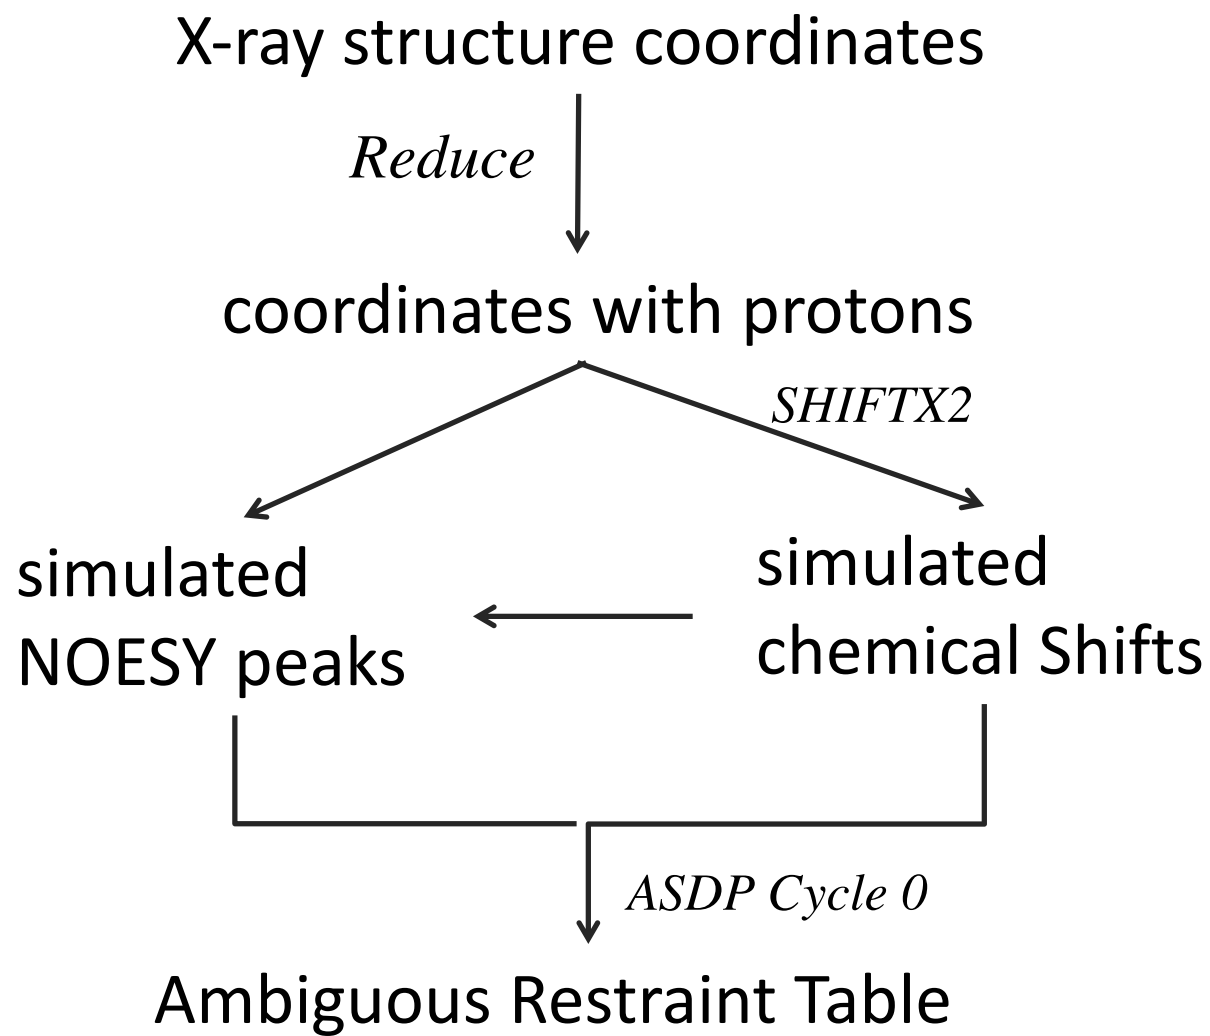 X-ray structure coordinates
Reduce
coordinates with protons
SHIFTX2
simulated
NOESY peaks
simulated
chemical Shifts
ASDP Cycle 0
Ambiguous Restraint Table